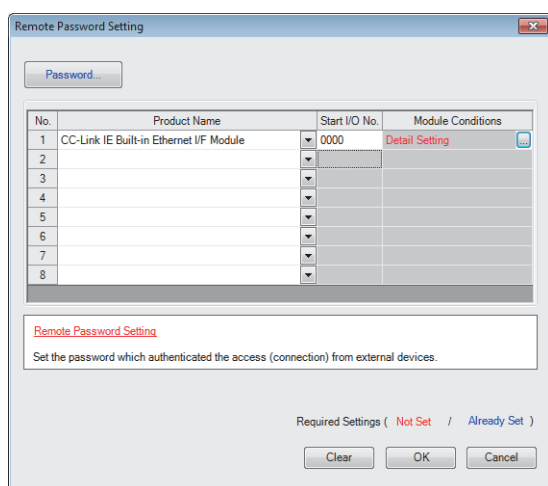 Remote Password Setting
Password...
No. Product Name Start I/O No. Module Conditions
1 CC-Link IE Built-in Ethernet I/F Module 0000 Detail Setting ...
2
3
4
5
6
7
8
Remote Password Setting
Set the password which authenticated the access (connection) from external devices.
Required Settings ( Not Set / Already Set )
Clear OK Cancel